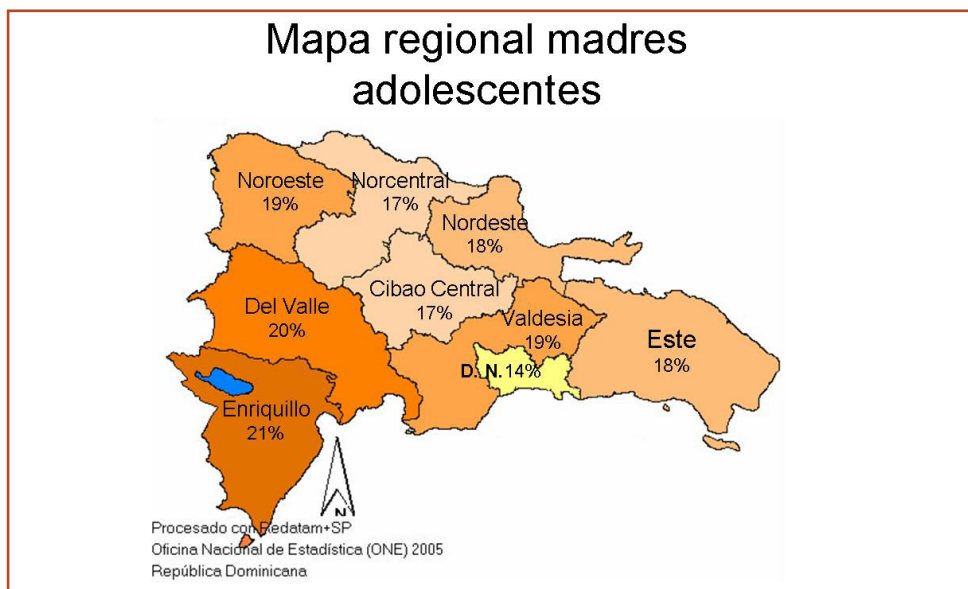 Mapa regional madres
adolescentes
Noroeste
19%
Norcentral
17%
Nordeste
18%
Del Valle
20%
Cibao Central
17%
Valdesia
19%
Este
18%
D. N. 14%
Enriquillo
21%
N
Procesado con Redatam+SP
Oficina Nacional de Estadística (ONE) 2005
República Dominicana